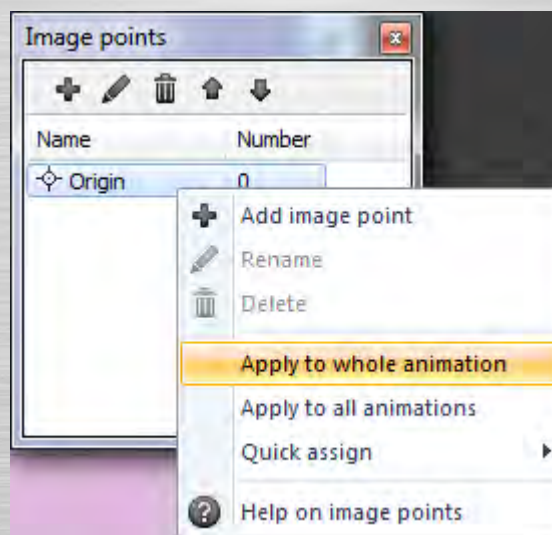 Image points
Name Number
Origin 0
Add image point
Rename
Delete
Apply to whole animation
Apply to all animations
Quick assign
Help on image points